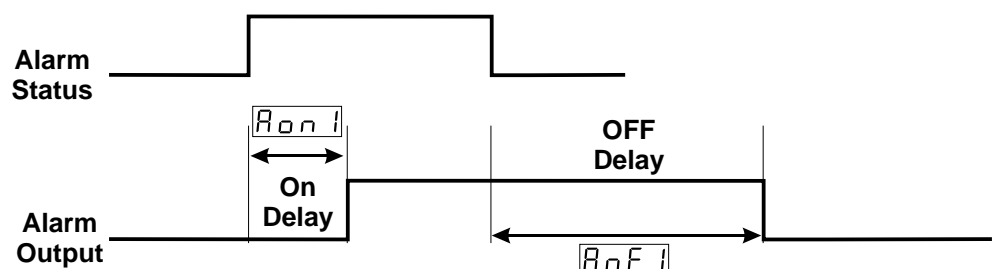 Alarm
Status
Aon1
OFF
Delay
On
Delay
Alarm
Output
AoF1